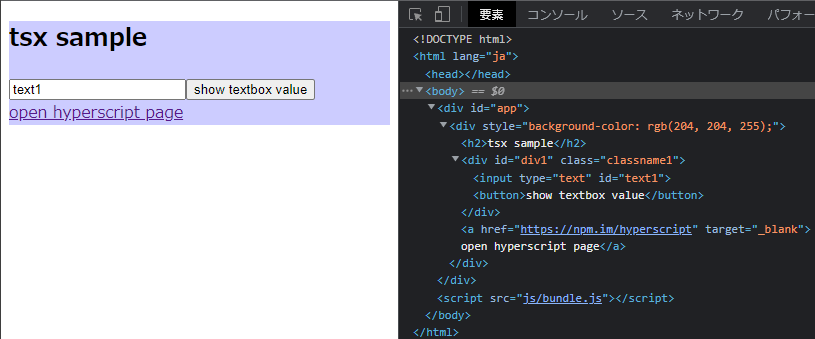 tsx sample
text1 show textbox value
open hyperscript page
要素 コンソール ソース ネットワーク パフォー
<!DOCTYPE html>
<html lang="ja">
<head></head>
<body> == $0
<div id="app">
<div style="background-color: rgb(204, 204, 255);">
<h2>tsx sample</h2>
<div id="div1" class="classname1">
<input type="text" id="text1">
<button>show textbox value</button>
</div>
<a href="https://npm.im/hyperscript" target="_blank">
open hyperscript page</a>
</div>
</div>
<script src="js/bundle.js"></script>
</body>
</html>